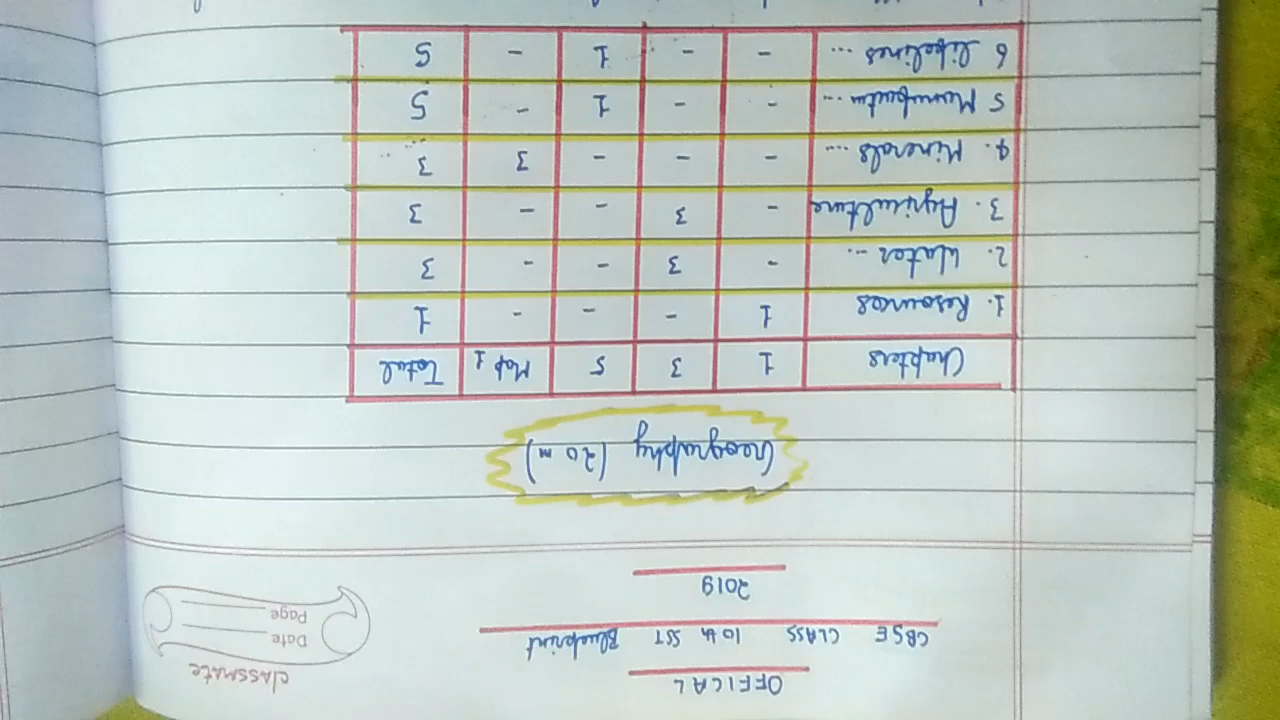 classmate
Date
Page
OFFICAL
CBSE CLASS 10th SST Blueprint
2019
Geography (20 m)
Chapters 1 3 5 Map 1 Total
1. Resources 1 - - - 1
2. Water ... - 3 - - 3
3. Agriculture - 3 - - 3
4. Minerals ... - - - 3 3
5 Manufactu ... - - 1 - 5
6 lifelines ... - - 1 - 5